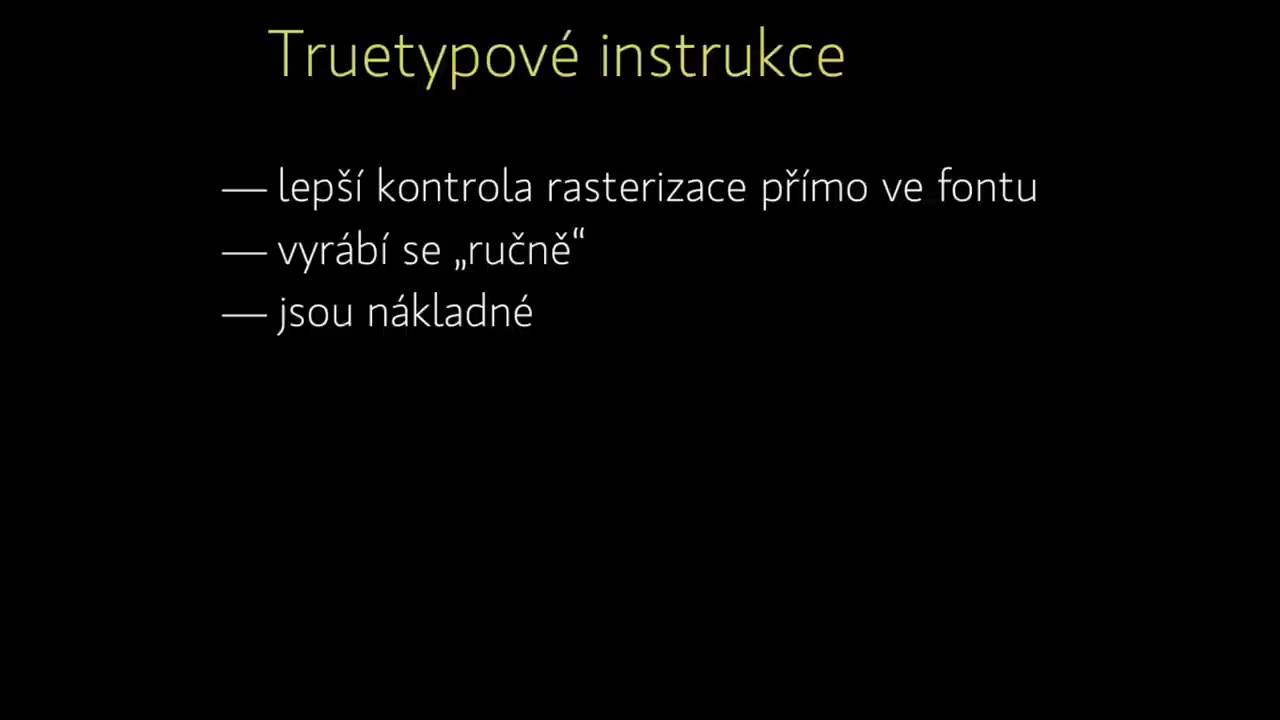 Truetypové instrukce
— lepší kontrola rasterizace přímo ve fontu
— vyrábí se „ručně“
— jsou nákladné